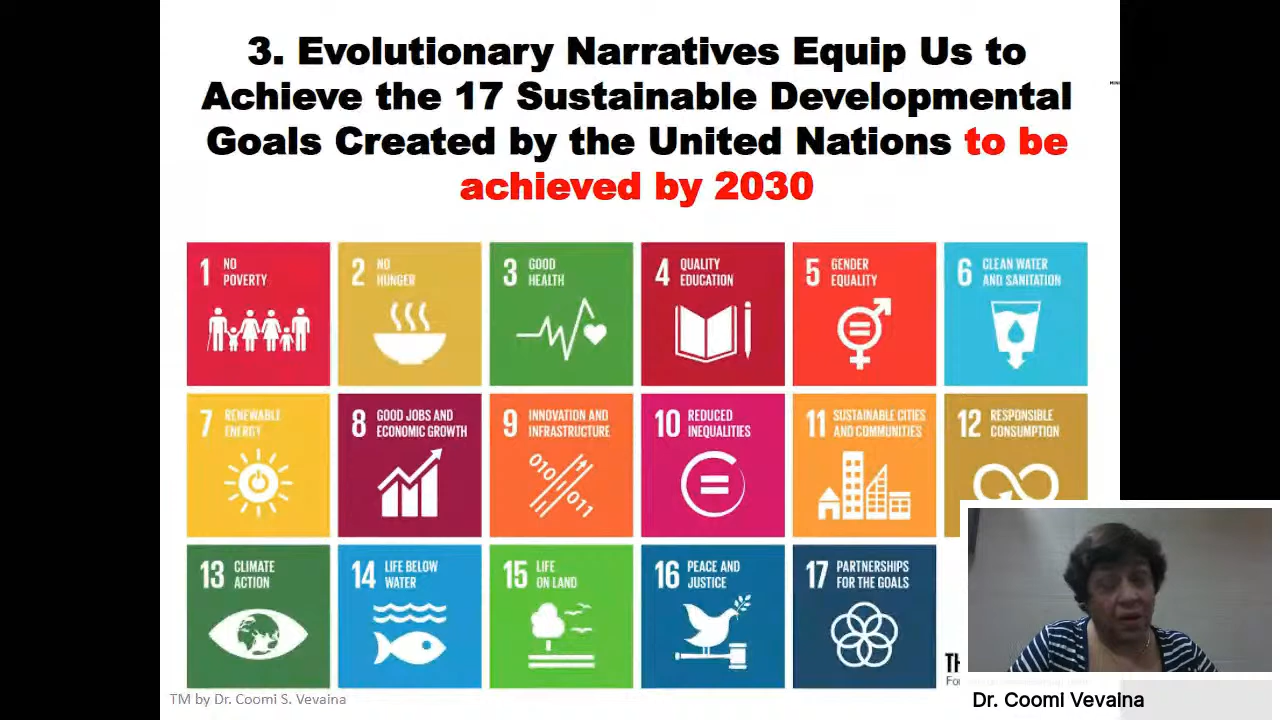 3. Evolutionary Narratives Equip Us to
Achieve the 17 Sustainable Developmental
Goals Created by the United Nations to be
achieved by 2030
1 NO
POVERTY
2 NO
HUNGER
3 GOOD
HEALTH
4 QUALITY
EDUCATION
5 GENDER
EQUALITY
6 CLEAN WATER
AND SANITATION
7 RENEWABLE
ENERGY
8 GOOD JOBS AND
ECONOMIC GROWTH
9 INNOVATION AND
INFRASTRUCTURE
010
011
10 REDUCED
INEQUALITIES
11 SUSTAINABLE CITIES
AND COMMUNITIES
12 RESPONSIBLE
CONSUMPTION
13 CLIMATE
ACTION
14 LIFE BELOW
WATER
15 LIFE
ON LAND
16 PEACE AND
JUSTICE
17 PARTNERSHIPS
FOR THE GOALS
TH
TM by Dr. Coomi S. Vevaina
Dr. Coomi Vevaina